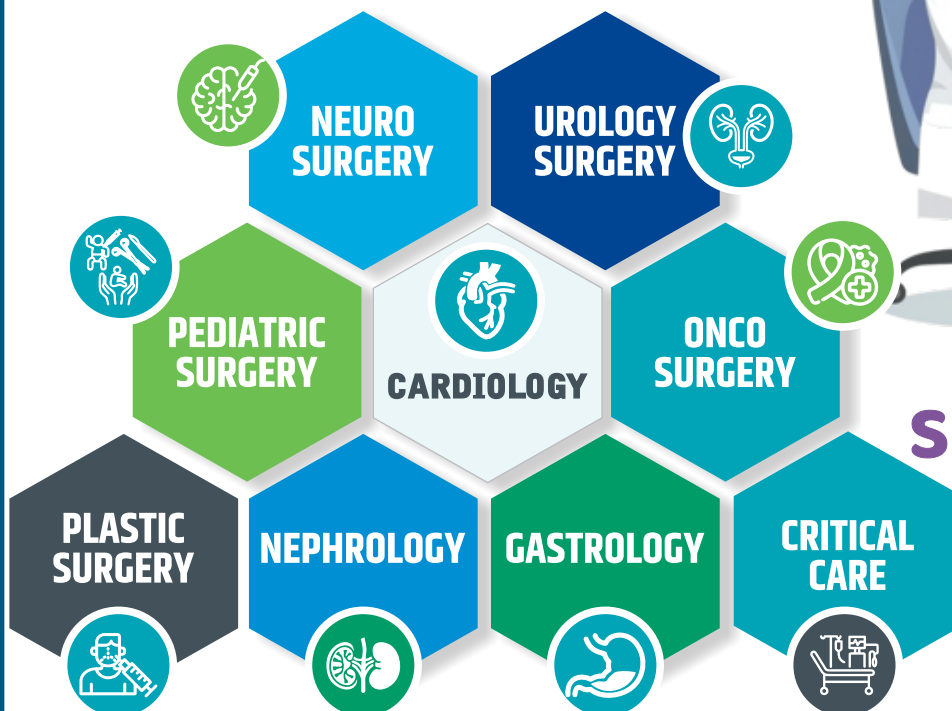 NEURO
SURGERY
UROLOGY
SURGERY
PEDIATRIC
SURGERY
CARDIOLOGY
ONCO
SURGERY
S
PLASTIC
SURGERY
NEPHROLOGY
GASTROLOGY
CRITICAL
CARE